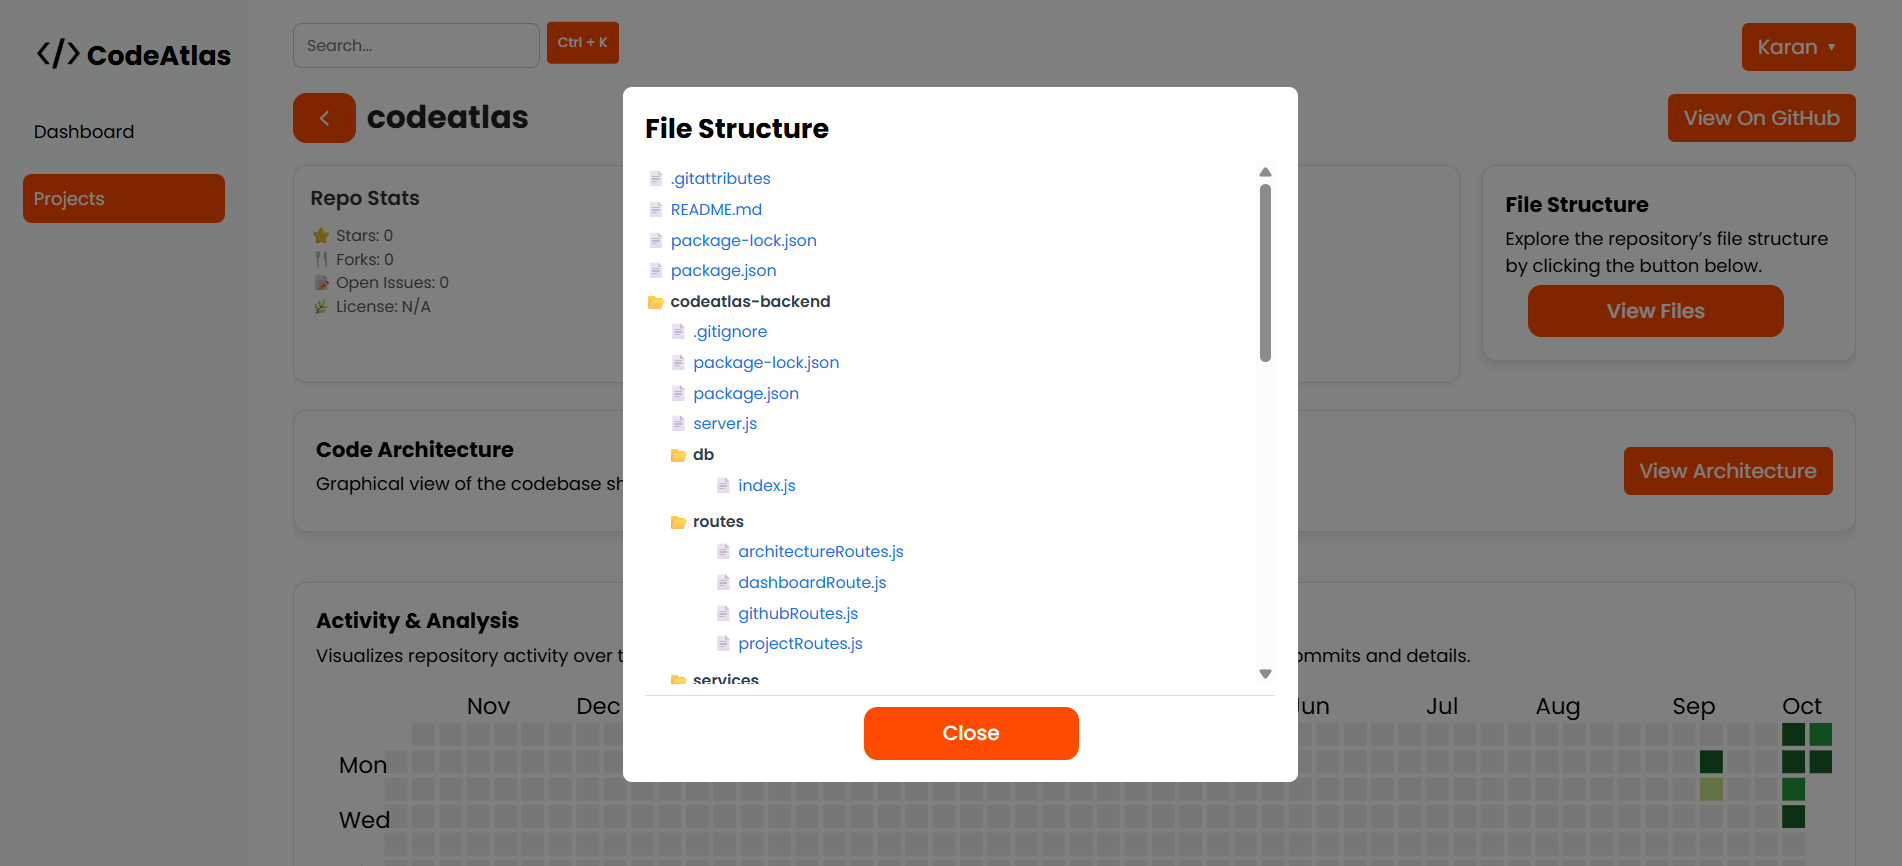 </> CodeAtlas
Search...
Ctrl + K
Karan ▼
Dashboard
Projects
codeatlas
View On GitHub
Repo Stats
Stars: 0
Forks: 0
Open Issues: 0
License: N/A
File Structure
Explore the repository’s file structure
by clicking the button below.
View Files
Code Architecture
Graphical view of the codebase
View Architecture
Activity & Analysis
Visualizes repository activity over
and details.
Nov
Dec
Jul
Aug
Sep
Oct
Mon
Wed
File Structure
.gitattributes
README.md
package-lock.json
package.json
codeatlas-backend
.gitignore
package-lock.json
package.json
server.js
db
index.js
routes
architectureRoutes.js
dashboardRoute.js
githubRoutes.js
projectRoutes.js
services
Close